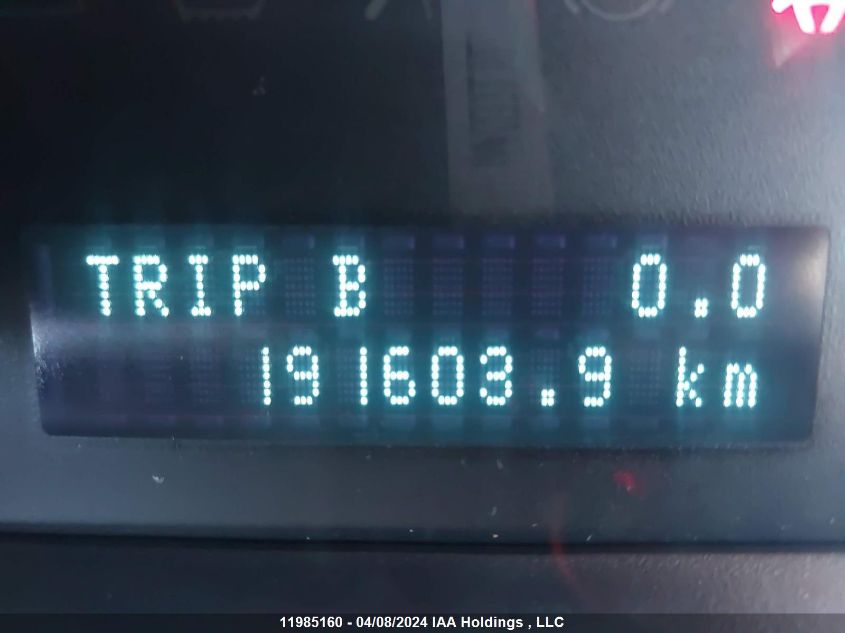 TRIP B 0.0
191603.9 km
11985160 - 04/08/2024 IAA Holdings , LLC